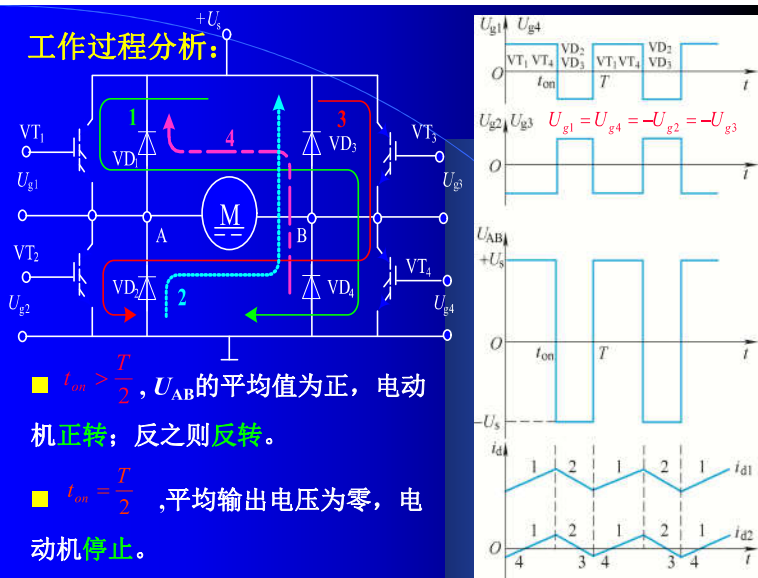 工作过程分析：
+Us
1
3
4
VT1
VT3
VD1
VD3
Ug1
Ug3
M
A
B
VT2
VT4
VD2
VD4
2
Ug2
Ug4
ton > T/2 , UAB的平均值为正，电动
机正转；反之则反转。
ton = T/2 ,平均输出电压为零，电
动机停止。
Ug1 Ug4
VD2 VD2
VT1 VT4 VD3 VT1 VT4 VD3
O
ton T t
Ug2 Ug3
Ug1 = Ug4 = −Ug2 = −Ug3
O t
UAB
+Us
O ton T t
−Us
id
1 2 1 2 1 id1
1 2 1 2 1 id2
O t
4 3 4 3 4